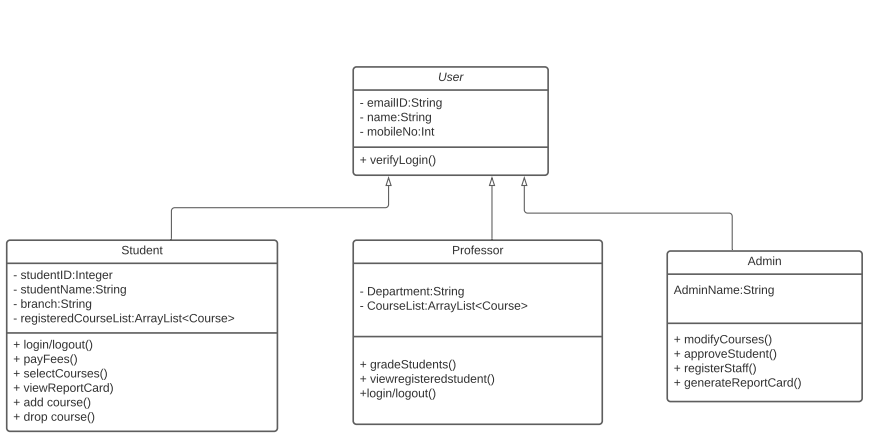 User
- emailID:String
- name:String
- mobileNo:Int
+ verifyLogin()
Student
- studentID:Integer
- studentName:String
- branch:String
- registeredCourseList:ArrayList<Course>
+ login/logout()
+ payFees()
+ selectCourses()
+ viewReportCard)
+ add course()
+ drop course()
Professor
- Department:String
- CourseList:ArrayList<Course>
+ gradeStudents()
+ viewregisteredstudent()
+login/logout()
Admin
AdminName:String
+ modifyCourses()
+ approveStudent()
+ registerStaff()
+ generateReportCard()